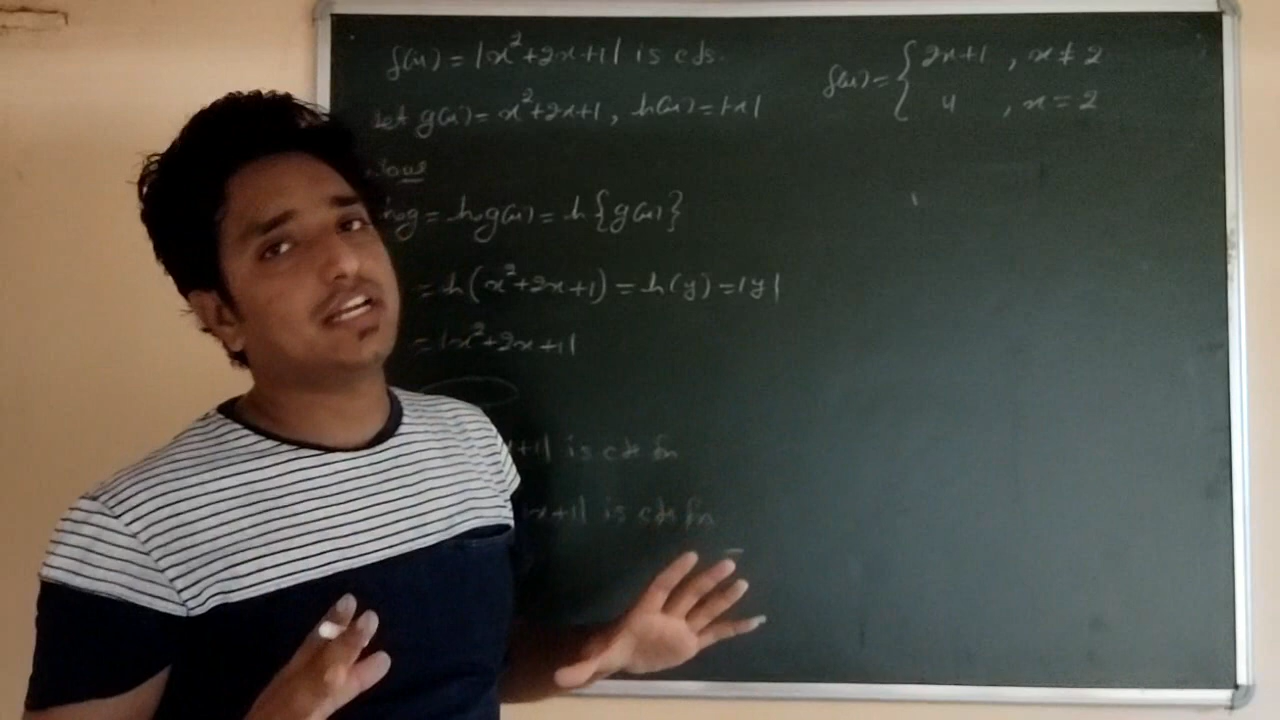 f(x) = |x²+2x+1| is cts.
Let g(x) = x²+2x+1, h(x) = |x|
hog = hog(x) = h{g(x)}
= h(x²+2x+1) = h(y) = |y|
= |x²+2x+1|
x+1| is cts fn
x+1| is cts fn
f(x) = { 2x+1 , x ≠ 2
4 , x = 2